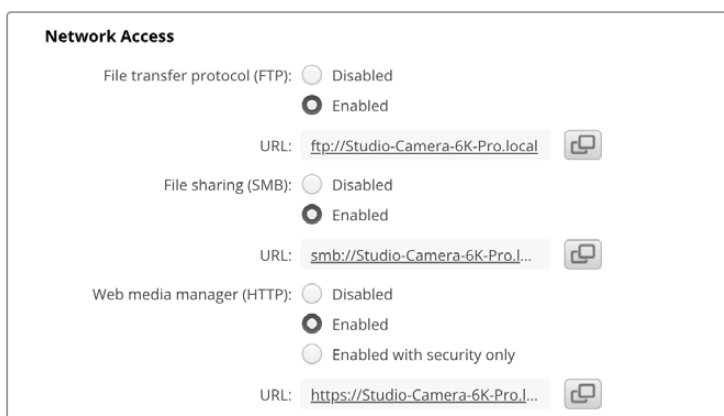 Network Access
File transfer protocol (FTP): Disabled
Enabled
URL: ftp://Studio-Camera-6K-Pro.local
File sharing (SMB): Disabled
Enabled
URL: smb://Studio-Camera-6K-Pro.l...
Web media manager (HTTP): Disabled
Enabled
Enabled with security only
URL: https://Studio-Camera-6K-Pro.l...